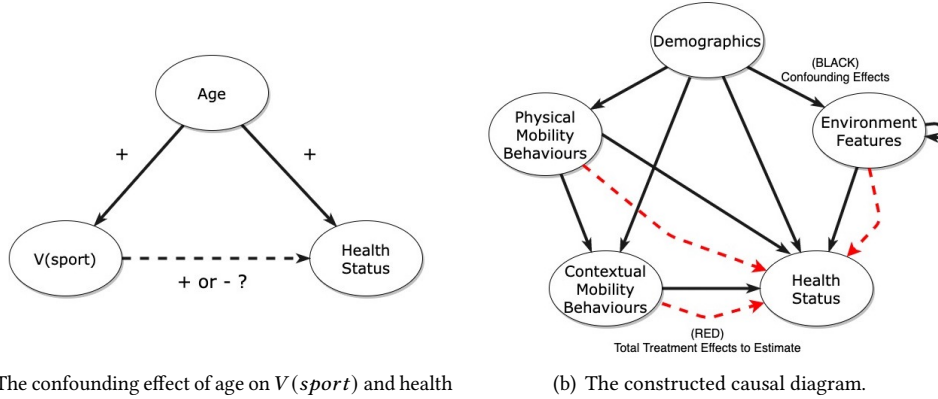 Age
+
+
V(sport)
Health
Status
+ or - ?
The confounding effect of age on V(sport) and health
Demographics
(BLACK)
Confounding Effects
Physical
Mobility
Behaviours
Environment
Features
Contextual
Mobility
Behaviours
Health
Status
(RED)
Total Treatment Effects to Estimate
(b) The constructed causal diagram.